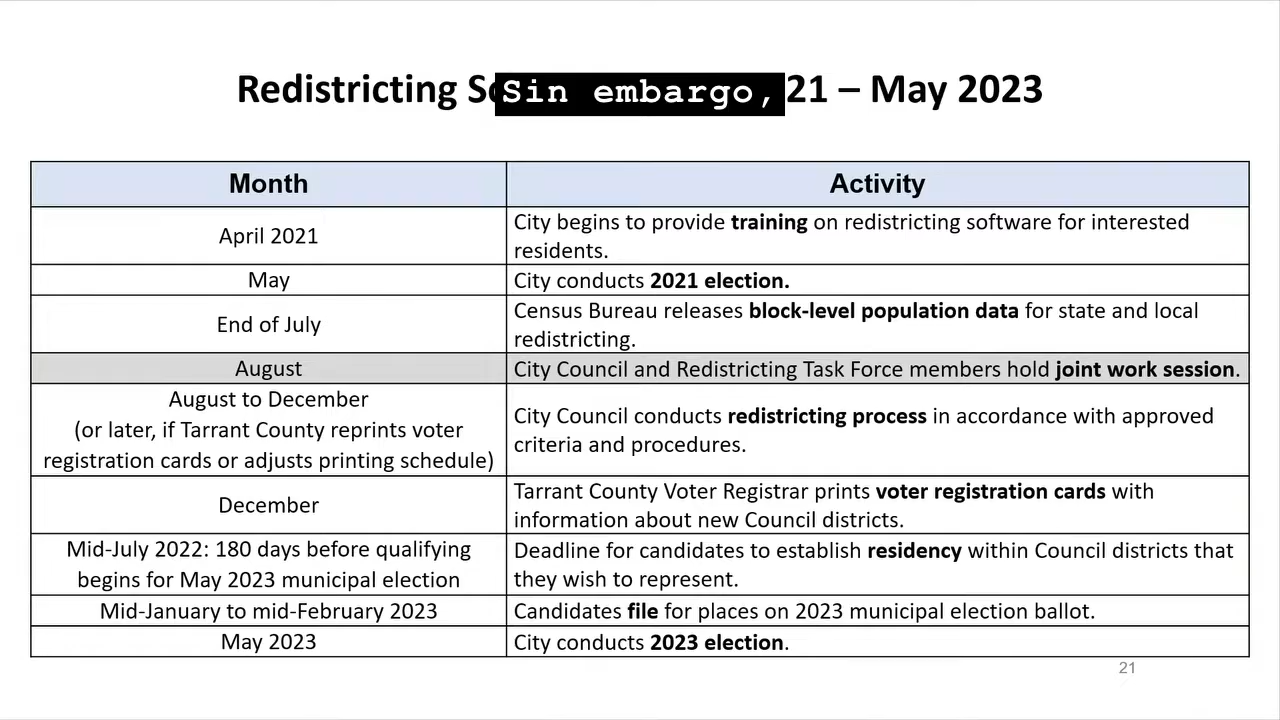 Redistricting Sin embargo, 21 – May 2023
Month Activity
April 2021
City begins to provide training on redistricting software for interested
residents.
May
City conducts 2021 election.
End of July
Census Bureau releases block-level population data for state and local
redistricting.
August
City Council and Redistricting Task Force members hold joint work session.
August to December
(or later, if Tarrant County reprints voter
registration cards or adjusts printing schedule)
City Council conducts redistricting process in accordance with approved
criteria and procedures.
December
Tarrant County Voter Registrar prints voter registration cards with
information about new Council districts.
Mid-July 2022: 180 days before qualifying
begins for May 2023 municipal election
Deadline for candidates to establish residency within Council districts that
they wish to represent.
Mid-January to mid-February 2023
Candidates file for places on 2023 municipal election ballot.
May 2023
City conducts 2023 election.
21